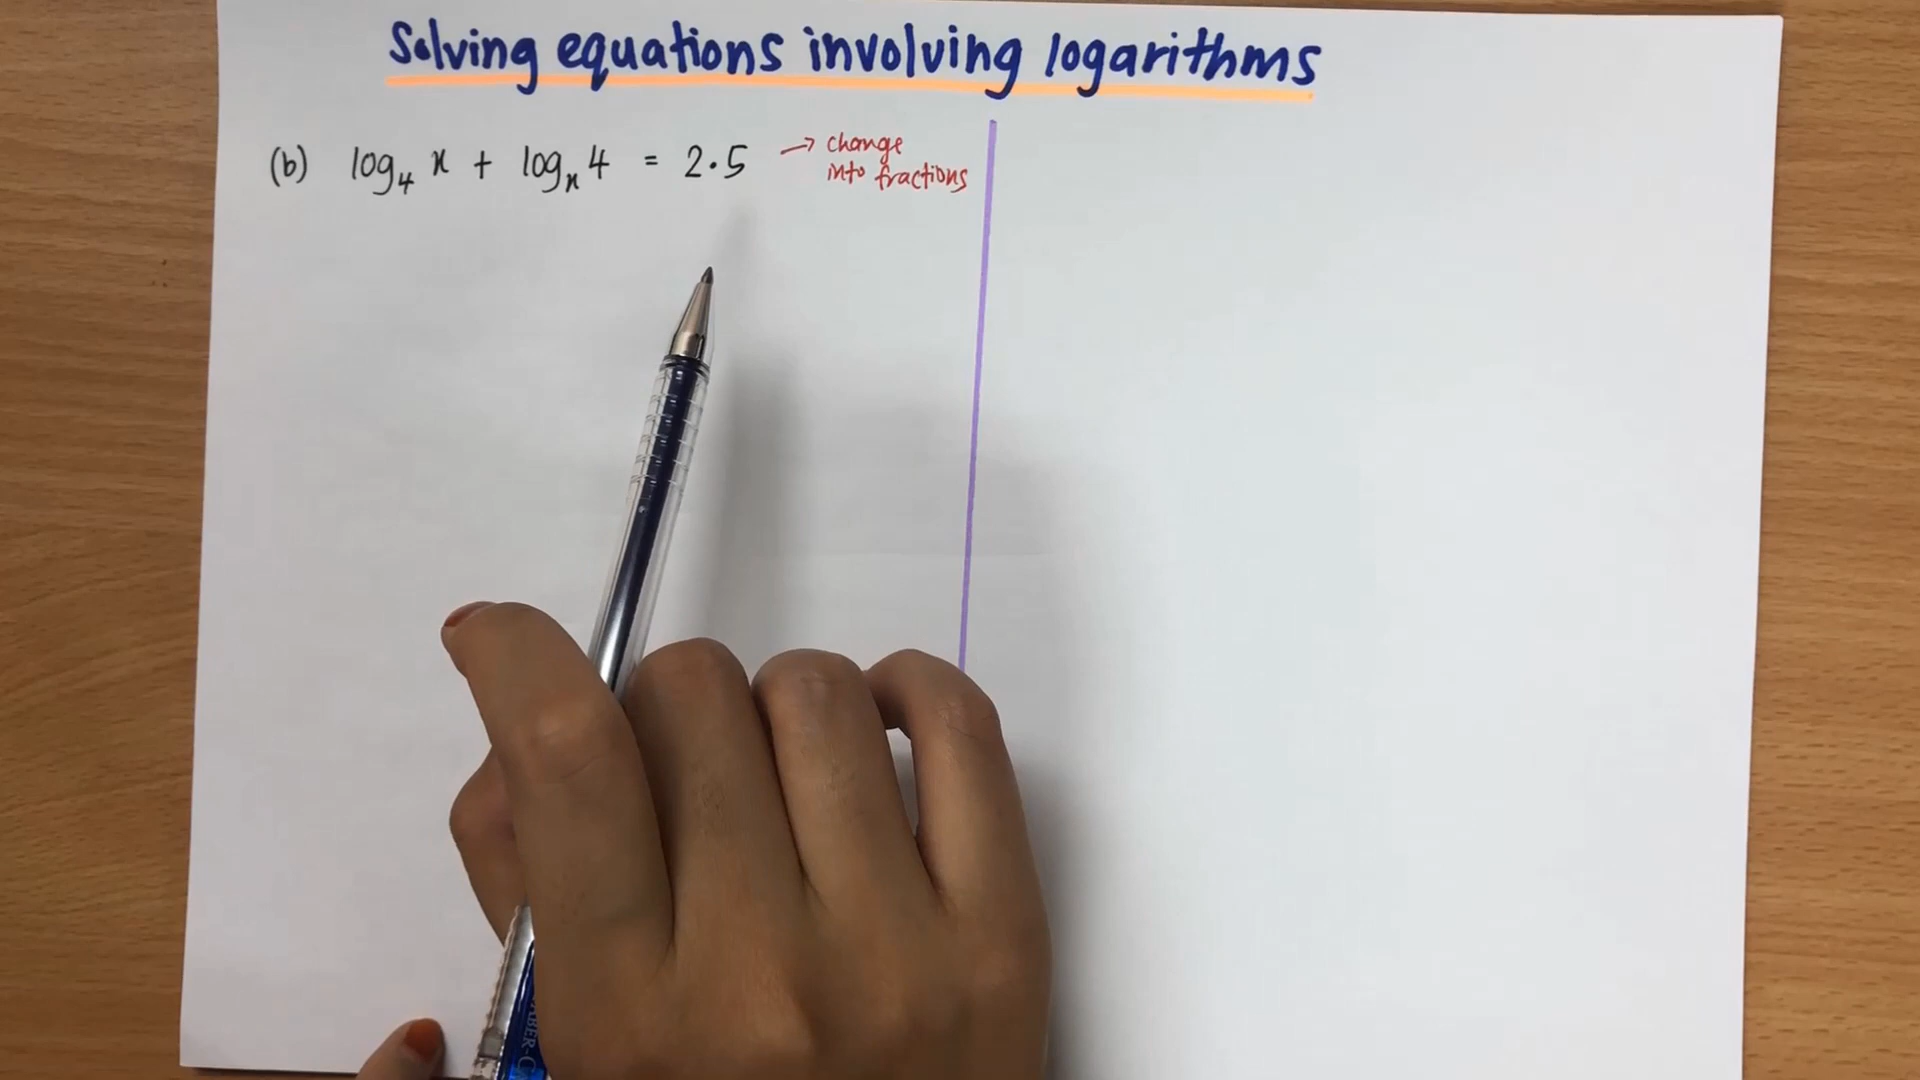 Solving equations involving logarithms
(b) log₄ x + logₓ 4 = 2.5 → change
into fractions